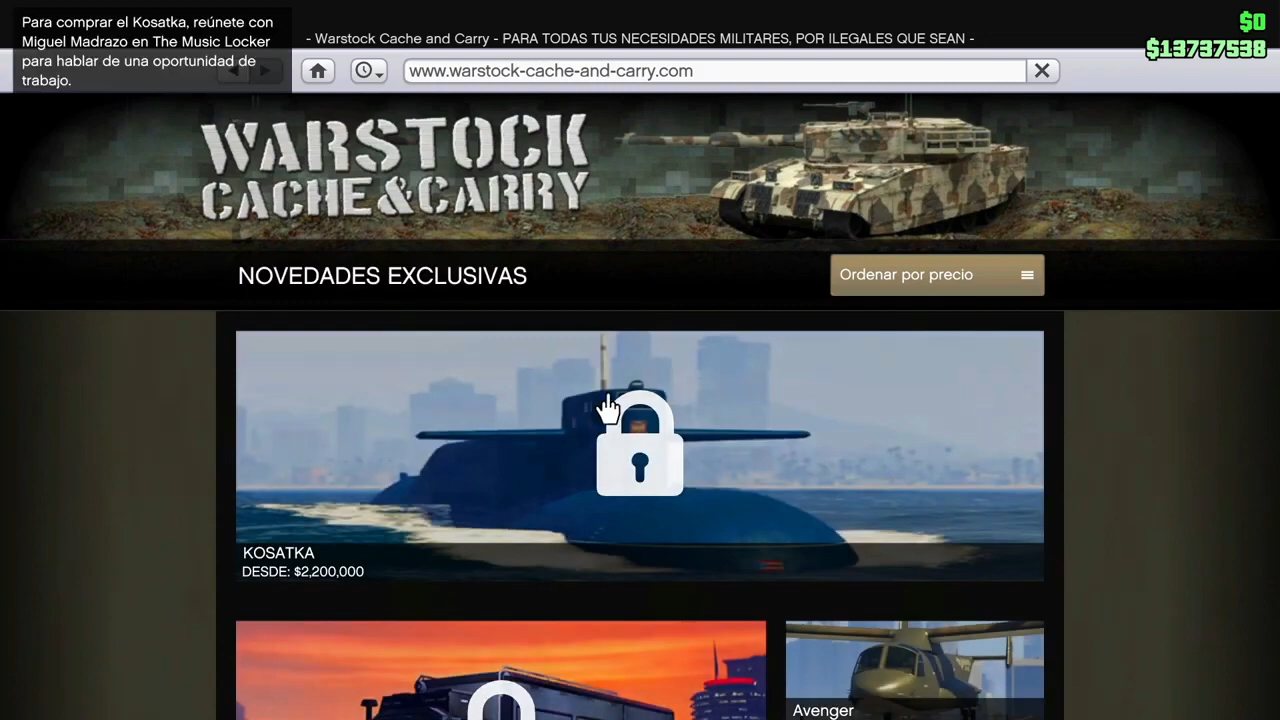 Para comprar el Kosatka, reúnete con
Miguel Madrazo en The Music Locker
para hablar de una oportunidad de
trabajo.
- Warstock Cache and Carry - PARA TODAS TUS NECESIDADES MILITARES, POR ILEGALES QUE SEAN -
$0
$13737538
www.warstock-cache-and-carry.com
WARSTOCK
CACHE&CARRY
NOVEDADES EXCLUSIVAS
Ordenar por precio
KOSATKA
DESDE: $2,200,000
Avenger